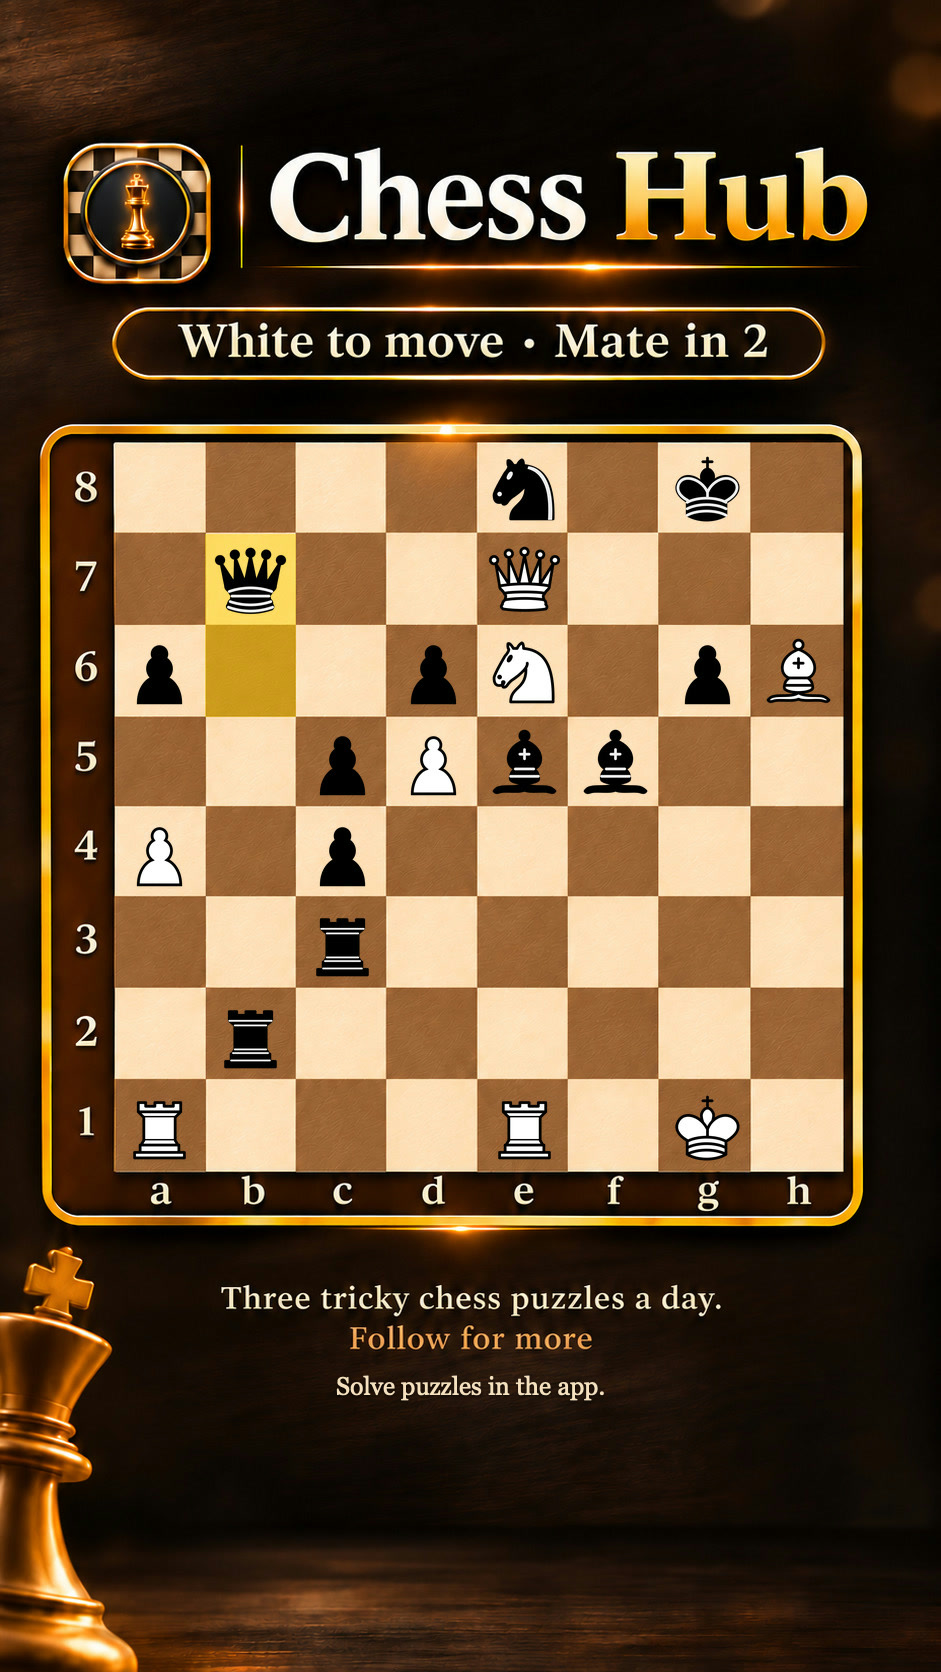 Chess Hub
White to move • Mate in 2
8
7
6
5
4
3
2
1
a b c d e f g h
Three tricky chess puzzles a day.
Follow for more
Solve puzzles in the app.